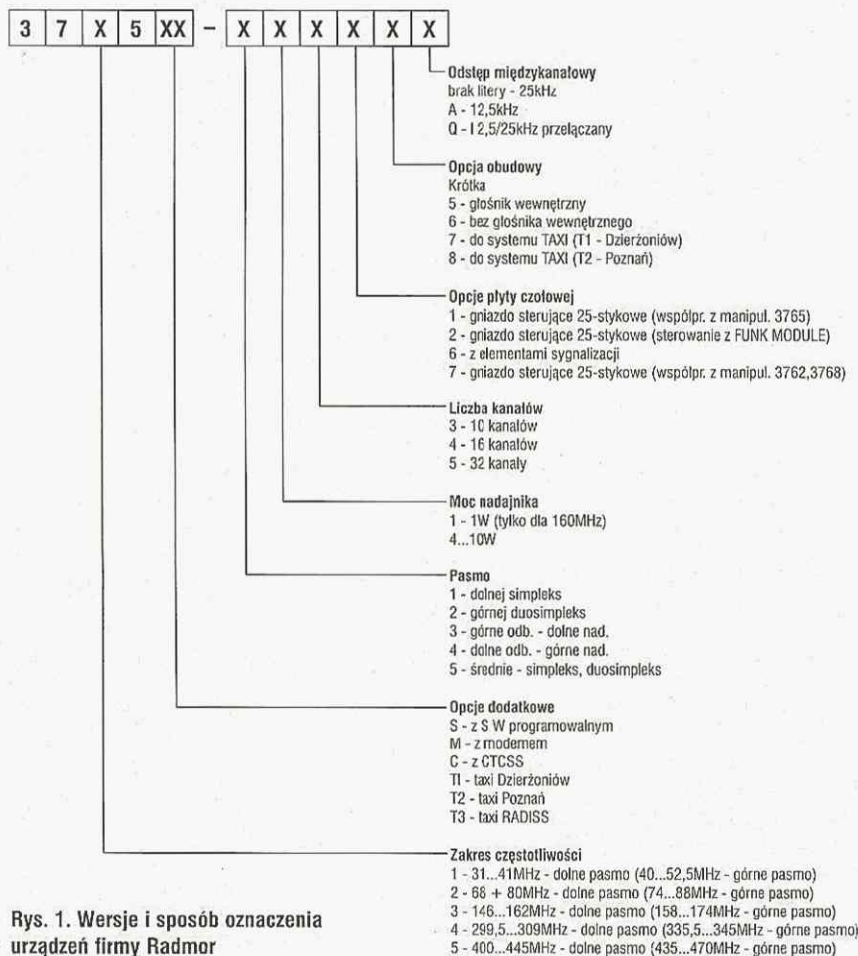 3 7 X 5 XX - X X X X X X
Odstęp międzykanałowy
brak litery - 25kHz
A - 12,5kHz
Q - I 2,5/25kHz przełączany
Opcja obudowy
Krótka
5 - głośnik wewnętrzny
6 - bez głośnika wewnętrznego
7 - do systemu TAXI (T1 - Dzierżoniów)
8 - do systemu TAXI (T2 - Poznań)
Opcje płyty czołowej
1 - gniazdo sterujące 25-stykowe (współpr. z manipul. 3765)
2 - gniazdo sterujące 25-stykowe (sterowanie z FUNK MODULE)
6 - z elementami sygnalizacji
7 - gniazdo sterujące 25-stykowe (współpr. z manipul. 3762,3768)
Liczba kanałów
3 - 10 kanałów
4 - 16 kanałów
5 - 32 kanały
Moc nadajnika
1 - 1W (tylko dla 160MHz)
4...10W
Pasmo
1 - dolnej simpleks
2 - górnej duosimpleks
3 - górne odb. - dolne nad.
4 - dolne odb. - górne nad.
5 - średnie - simpleks, duosimpleks
Opcje dodatkowe
S - z S W programowalnym
M - z modemem
C - z CTCSS
TI - taxi Dzierżoniów
T2 - taxi Poznań
T3 - taxi RADISS
Zakres częstotliwości
1 - 31...41MHz - dolne pasmo (40...52,5MHz - górne pasmo)
2 - 68 + 80MHz - dolne pasmo (74...88MHz - górne pasmo)
3 - 146...162MHz - dolne pasmo (158...174MHz - górne pasmo)
4 - 299,5...309MHz - dolne pasmo (335,5...345MHz - górne pasmo)
5 - 400...445MHz - dolne pasmo (435...470MHz - górne pasmo)
Rys. 1. Wersje i sposób oznaczenia
urządzeń firmy Radmor